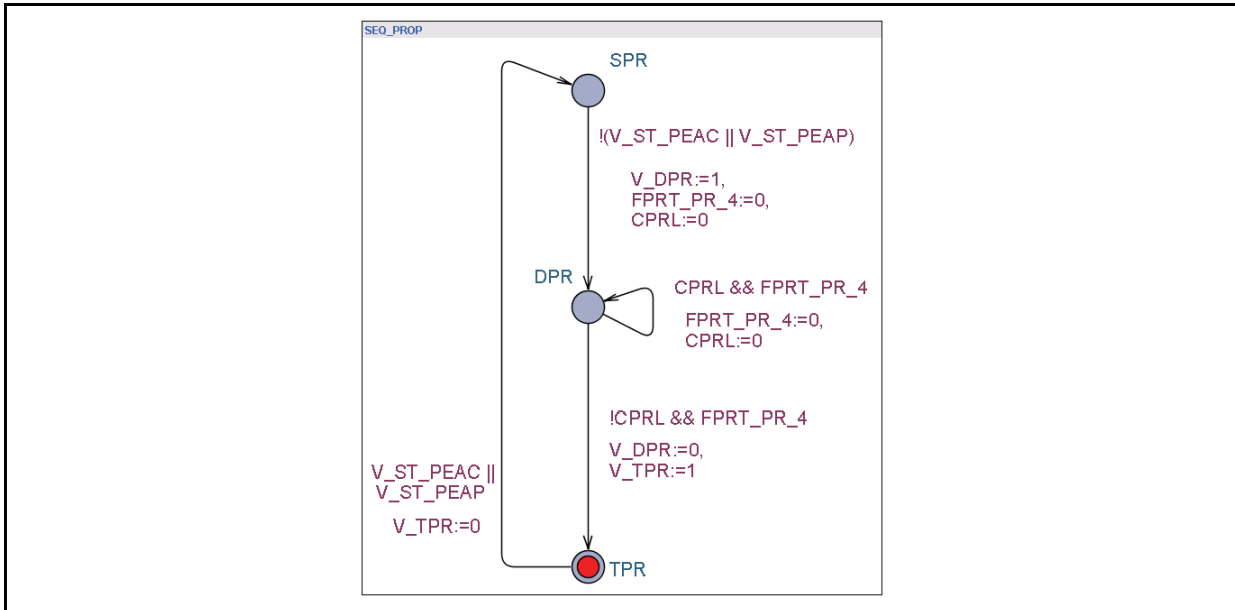 SEQ_PROP
SPR
!(V_ST_PEAC || V_ST_PEAP)
V_DPR:=1,
FPRT_PR_4:=0,
CPRL:=0
DPR
CPRL && FPRT_PR_4
FPRT_PR_4:=0,
CPRL:=0
!CPRL && FPRT_PR_4
V_DPR:=0,
V_TPR:=1
V_ST_PEAC ||
V_ST_PEAP
V_TPR:=0
TPR